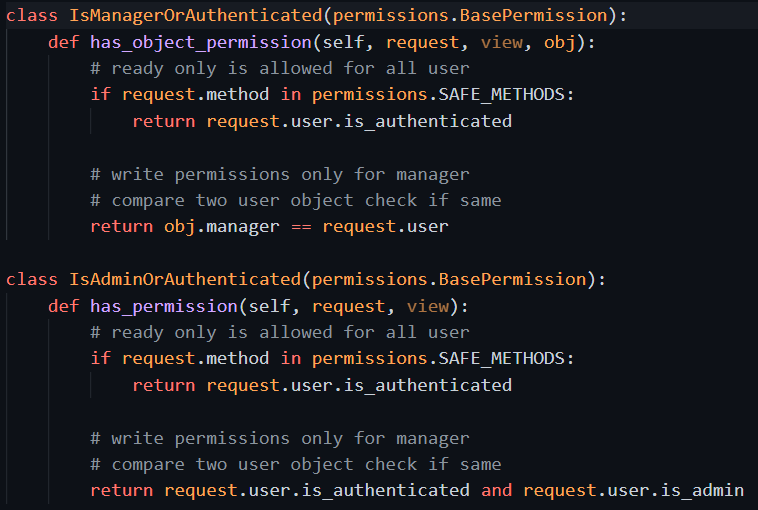 class IsManagerOrAuthenticated(permissions.BasePermission):
    def has_object_permission(self, request, view, obj):
        # ready only is allowed for all user
        if request.method in permissions.SAFE_METHODS:
            return request.user.is_authenticated

        # write permissions only for manager
        # compare two user object check if same
        return obj.manager == request.user

class IsAdminOrAuthenticated(permissions.BasePermission):
    def has_permission(self, request, view):
        # ready only is allowed for all user
        if request.method in permissions.SAFE_METHODS:
            return request.user.is_authenticated

        # write permissions only for manager
        # compare two user object check if same
        return request.user.is_authenticated and request.user.is_admin